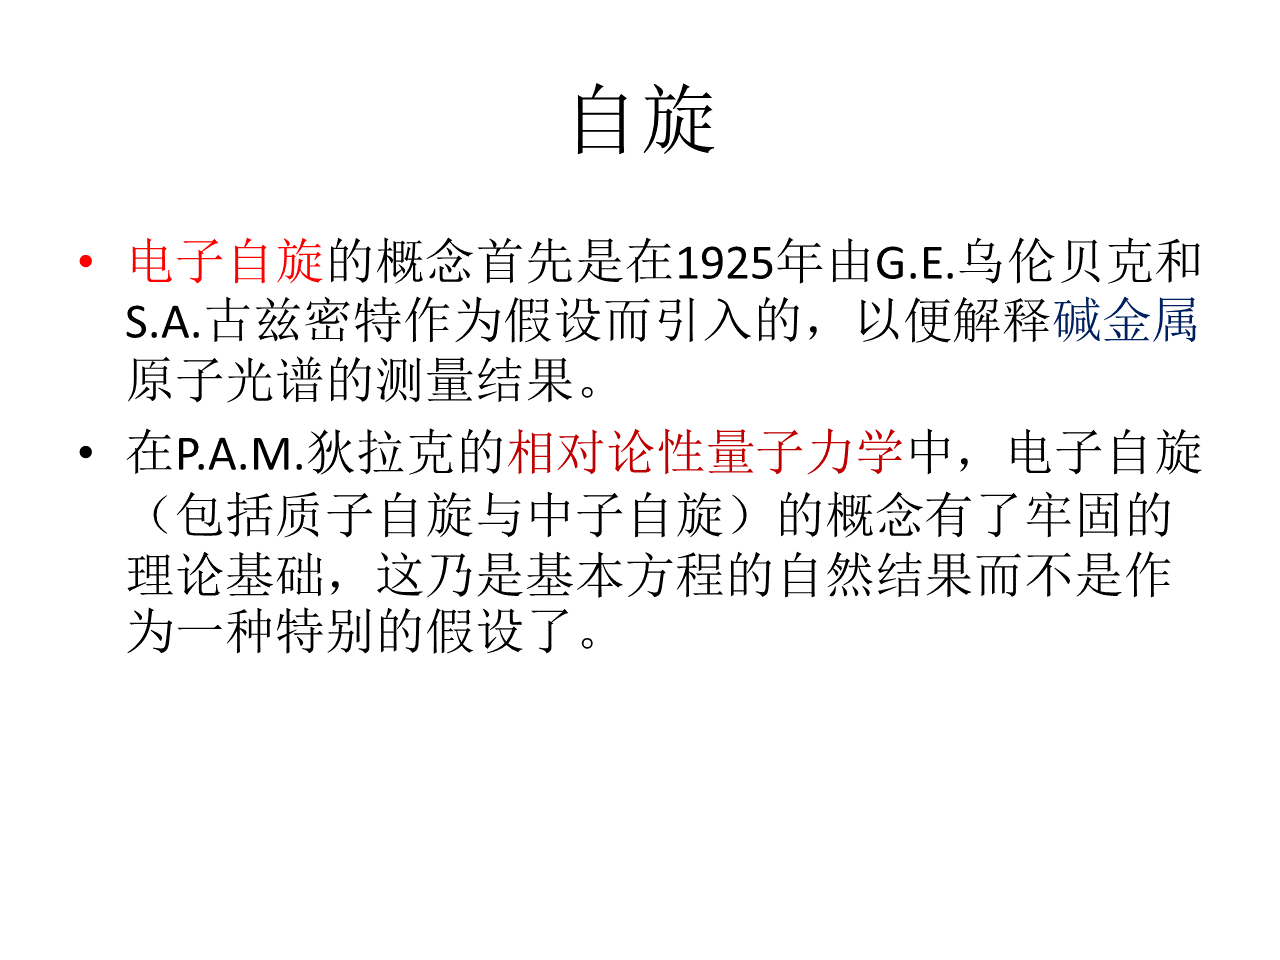 自旋
• 电子自旋的概念首先是在1925年由G.E.乌伦贝克和
S.A.古兹密特作为假设而引入的，以便解释碱金属
原子光谱的测量结果。
• 在P.A.M.狄拉克的相对论性量子力学中，电子自旋
（包括质子自旋与中子自旋）的概念有了牢固的
理论基础，这乃是基本方程的自然结果而不是作
为一种特别的假设了。